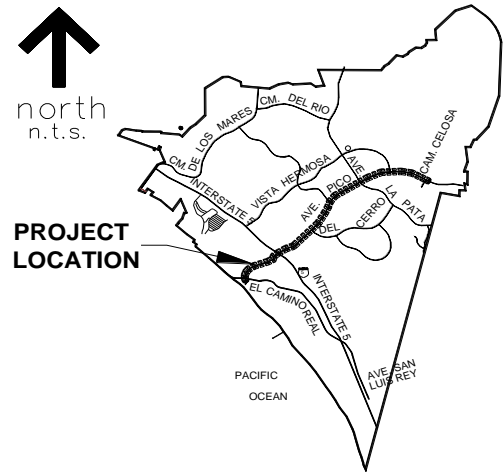 north
n.t.s.
CM. DE LOS MARES
CM. DEL RIO
INTERSTATE 5
VISTA HERMOSA
AVE. PICO
AVE. LA PATA
CAM. CELOSA
DEL CERRO
PROJECT
LOCATION
EL CAMINO REAL
INTERSTATE 5
PACIFIC
OCEAN
AVE. SAN
LUIS REY